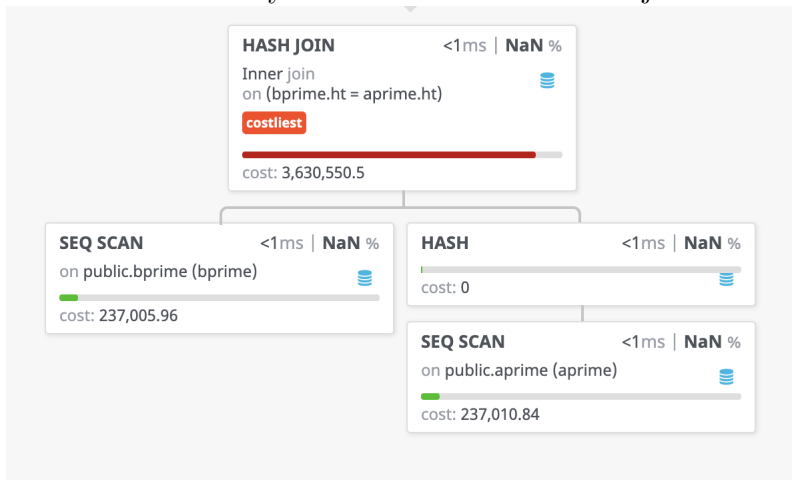 HASH JOIN <1ms | NaN %
Inner join
on (bprime.ht = aprime.ht)
costliest
cost: 3,630,550.5
SEQ SCAN <1ms | NaN %
on public.bprime (bprime)
cost: 237,005.96
HASH <1ms | NaN %
cost: 0
SEQ SCAN <1ms | NaN %
on public.aprime (aprime)
cost: 237,010.84